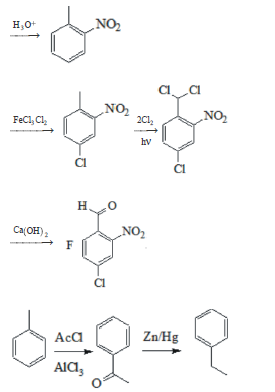 H₃O⁺ NO₂
FeCl₃ Cl₂ NO₂ 2Cl₂ hν Cl Cl NO₂
Cl Cl
H O
Ca(OH)₂ F NO₂
Cl
AcCl AlCl₃ O Zn/Hg